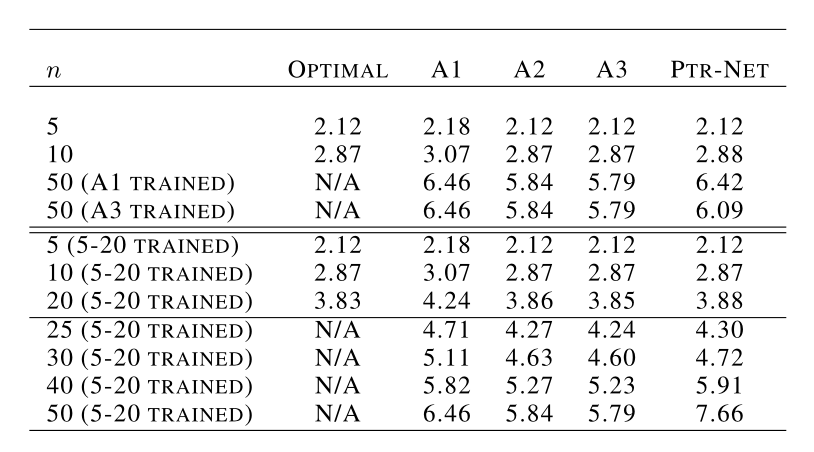 n OPTIMAL A1 A2 A3 PTR-NET
5 2.12 2.18 2.12 2.12 2.12
10 2.87 3.07 2.87 2.87 2.88
50 (A1 TRAINED) N/A 6.46 5.84 5.79 6.42
50 (A3 TRAINED) N/A 6.46 5.84 5.79 6.09
5 (5-20 TRAINED) 2.12 2.18 2.12 2.12 2.12
10 (5-20 TRAINED) 2.87 3.07 2.87 2.87 2.87
20 (5-20 TRAINED) 3.83 4.24 3.86 3.85 3.88
25 (5-20 TRAINED) N/A 4.71 4.27 4.24 4.30
30 (5-20 TRAINED) N/A 5.11 4.63 4.60 4.72
40 (5-20 TRAINED) N/A 5.82 5.27 5.23 5.91
50 (5-20 TRAINED) N/A 6.46 5.84 5.79 7.66